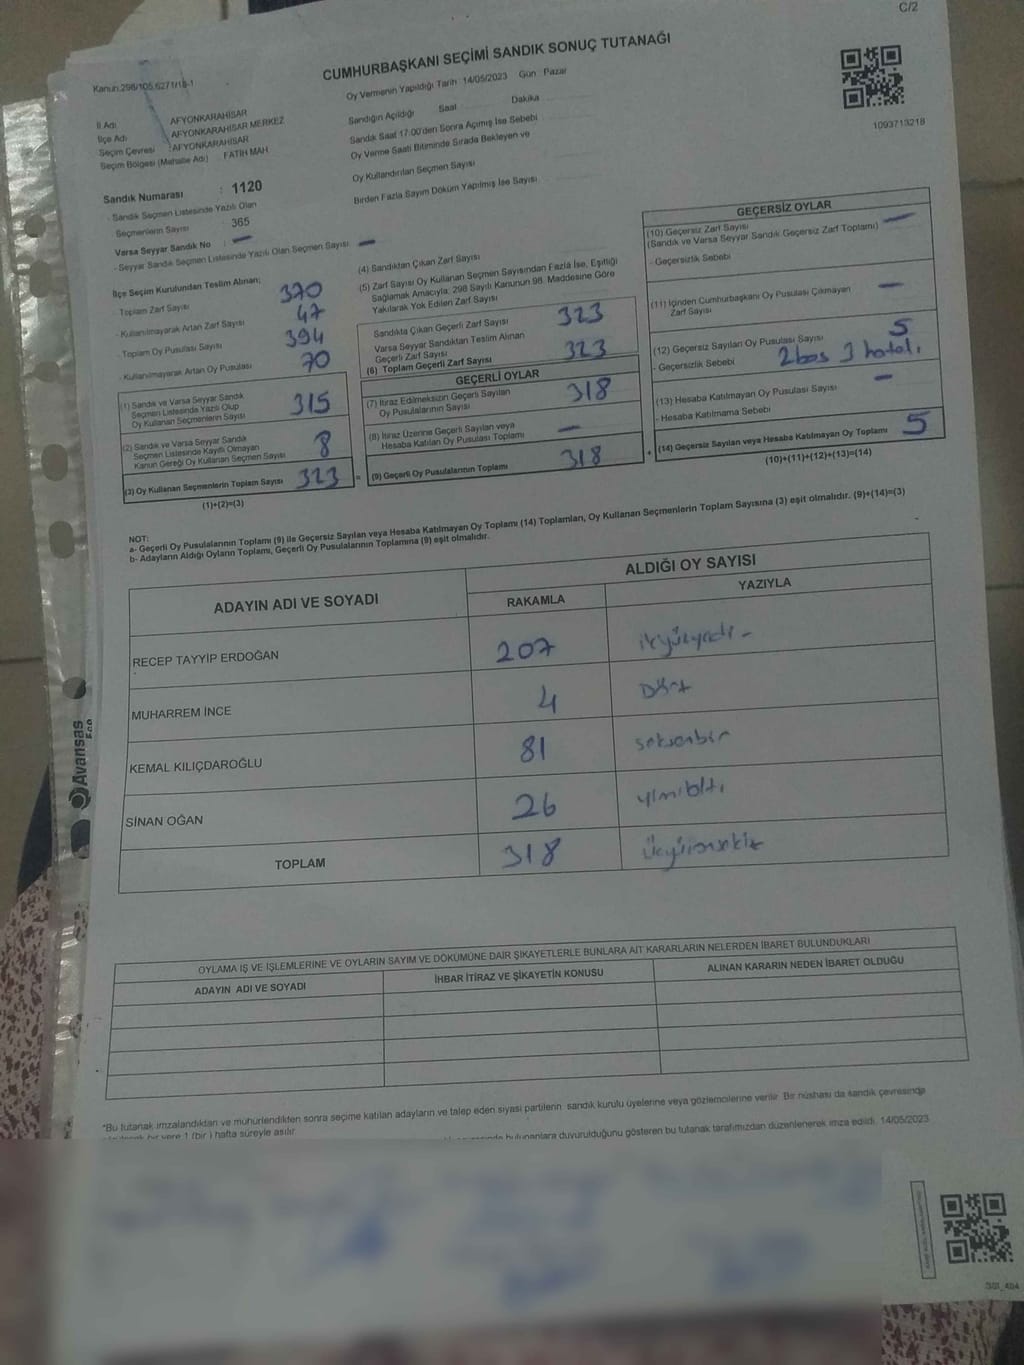 C/2
Kanun:298/105,6271/18-1
CUMHURBAŞKANI SEÇİMİ SANDIK SONUÇ TUTANAĞI
Oy Vermenin Yapıldığı Tarih 14/05/2023 Gün Pazar
1093713218
İl Adı AFYONKARAHİSAR
İlçe Adı AFYONKARAHİSAR MERKEZ
Seçim Çevresi : AFYONKARAHİSAR
Seçim Bölgesi (Mahalle Adı) FATİH MAH
Sandığın Açıldığı Saat Dakika
Sandık Saat 17:00'den Sonra Açılmış İse Sebebi
Oy Verme Saati Bitiminde Sırada Bekleyen ve
Oy Kullandırılan Seçmen Sayısı
Birden Fazla Sayım Döküm Yapılmış İse Sayısı
Sandık Numarası : 1120
- Sandık Seçmen Listesinde Yazılı Olan
Seçmenlerin Sayısı : 365
Varsa Seyyar Sandık No : -
- Seyyar Sandık Seçmen Listesinde Yazılı Olan Seçmen Sayısı : -
İlçe Seçim Kurulundan Teslim Alınan;
- Toplam Zarf Sayısı 370
- Kullanılmayarak Artan Zarf Sayısı 47
- Toplam Oy Pusulası Sayısı 394
- Kullanılmayarak Artan Oy Pusulası 70
(1) Sandık ve Varsa Seyyar Sandık
Seçmen Listesinde Yazılı Olup
Oy Kullanan Seçmenlerin Sayısı 315
(2) Sandık ve Varsa Seyyar Sandık
Seçmen Listesinde Kayıtlı Olmayan
Kanun Gereği Oy Kullanan Seçmen Sayısı 8
(3) Oy Kullanan Seçmenlerin Toplam Sayısı 323
(1)+(2)=(3)
(4) Sandıktan Çıkan Zarf Sayısı
(5) Zarf Sayısı Oy Kullanan Seçmen Sayısından Fazla İse, Eşitliği
Sağlamak Amacıyla, 298 Sayılı Kanunun 98. Maddesine Göre
Yakılarak Yok Edilen Zarf Sayısı
Sandıkta Çıkan Geçerli Zarf Sayısı 323
Varsa Seyyar Sandıktan Teslim Alınan
Geçerli Zarf Sayısı
(6) Toplam Geçerli Zarf Sayısı 323
GEÇERLİ OYLAR
(7) İtiraz Edilmeksizin Geçerli Sayılan
Oy Pusulalarının Sayısı 318
(8) İtiraz Üzerine Geçerli Sayılan veya
Hesaba Katılan Oy Pusulası Toplamı -
(9) Geçerli Oy Pusulalarının Toplamı 318
GEÇERSİZ OYLAR
(10) Geçersiz Zarf Sayısı
(Sandık ve Varsa Seyyar Sandık Geçersiz Zarf Toplamı) -
- Geçersizlik Sebebi
(11) İçinden Cumhurbaşkanı Oy Pusulası Çıkmayan
Zarf Sayısı -
(12) Geçersiz Sayılan Oy Pusulası Sayısı 5
- Geçersizlik Sebebi 2 boş 3 hatalı
(13) Hesaba Katılmayan Oy Pusulası Sayısı -
- Hesaba Katılmama Sebebi
(14) Geçersiz Sayılan veya Hesaba Katılmayan Oy Toplamı 5
(10)+(11)+(12)+(13)=(14)
NOT:
a- Geçerli Oy Pusulalarının Toplamı (9) ile Geçersiz Sayılan veya Hesaba Katılmayan Oy Toplamı (14) Toplamları, Oy Kullanan Seçmenlerin Toplam Sayısına (3) eşit olmalıdır. (9)+(14)=(3)
b- Adayların Aldığı Oyların Toplamı, Geçerli Oy Pusulalarının Toplamına (9) eşit olmalıdır.
ADAYIN ADI VE SOYADI ALDIĞI OY SAYISI
RAKAMLA YAZIYLA
RECEP TAYYİP ERDOĞAN 207 ikiyüzyedi -
MUHARREM İNCE 4 Dört
KEMAL KILIÇDAROĞLU 81 seksenbir
SİNAN OĞAN 26 yirmialtı
TOPLAM 318 üçyüzonsekiz
OYLAMA İŞ VE İŞLEMLERİNE VE OYLARIN SAYIM VE DÖKÜMÜNE DAİR ŞİKAYETLERLE BUNLARA AİT KARARLARIN NELERDEN İBARET BULUNDUKLARI
ADAYIN ADI VE SOYADI İHBAR İTİRAZ VE ŞİKAYETİN KONUSU ALINAN KARARIN NEDEN İBARET OLDUĞU
*Bu tutanak imzalandıktan ve mühürlendikten sonra seçime katılan adayların ve talep eden siyasi partilerin sandık kurulu üyelerine veya gözlemcilerine verilir. Bir nüshası da sandık çevresinde
bir yere 1 (bir) hafta süreyle asılır.
bulunanlara duyurulduğunu gösteren bu tutanak tarafımızdan düzenlenerek imza edildi. 14/05/2023
Avansas
Eco